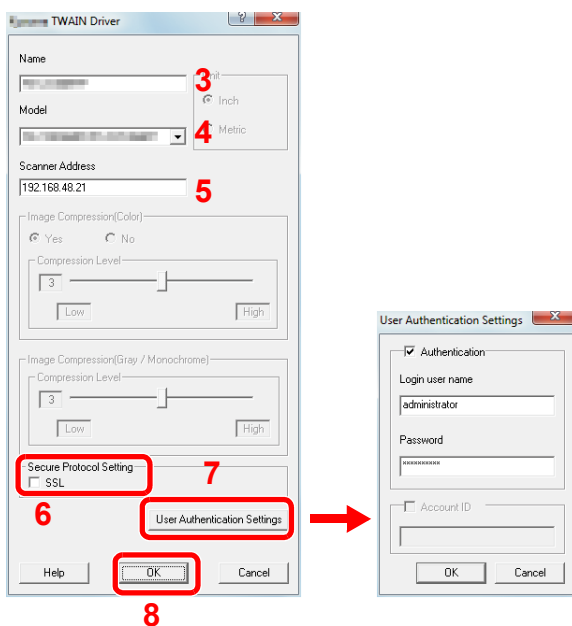 TWAIN Driver
Name
3
Unit
Inch
Model
4
Metric
Scanner Address
192.168.48.21
5
Image Compression(Color)
Yes No
Compression Level
3
Low High
Image Compression(Gray / Monochrome)
Compression Level
3
Low High
Secure Protocol Setting
SSL
7
6
User Authentication Settings
Help OK Cancel
8
User Authentication Settings
Authentication
Login user name
administrator
Password
Account ID
OK Cancel